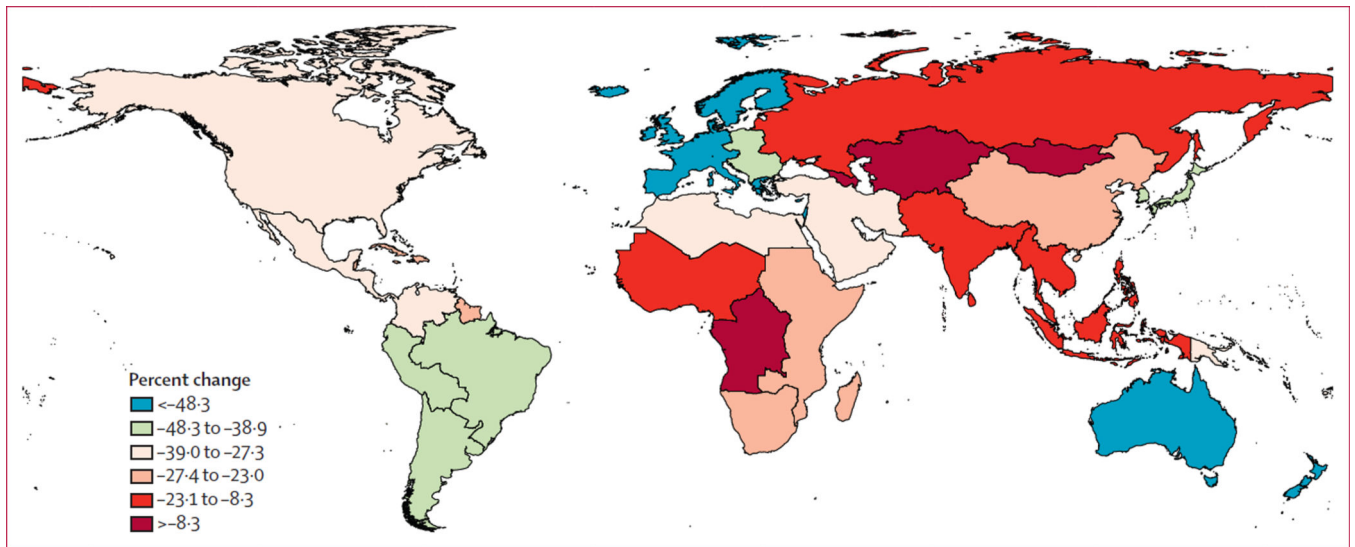 Percent change
<–48·3
–48·3 to –38·9
–39·0 to –27·3
–27·4 to –23·0
–23·1 to –8·3
>–8·3